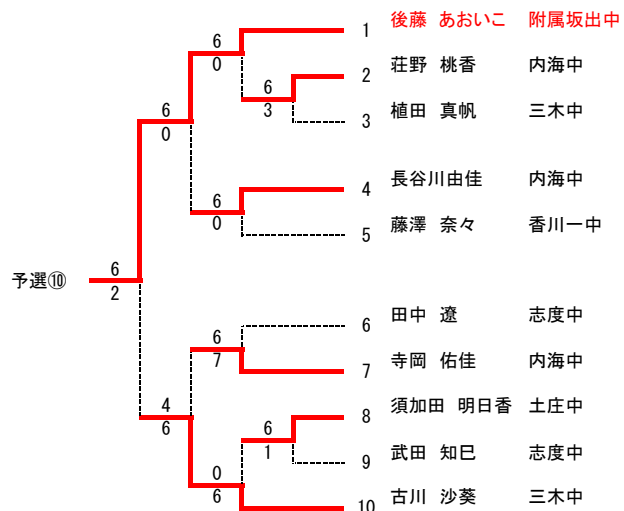 6
0
1 後藤 あおいこ 附属坂出中
2 荘野 桃香 内海中
6
3
3 植田 真帆 三木中
6
0
4 長谷川由佳 内海中
6
0
5 藤澤 奈々 香川一中
予選⑩
6
2
6 田中 遼 志度中
6
7
7 寺岡 佑佳 内海中
4
6
8 須加田 明日香 土庄中
6
1
9 武田 知巳 志度中
0
6
10 古川 沙葵 三木中